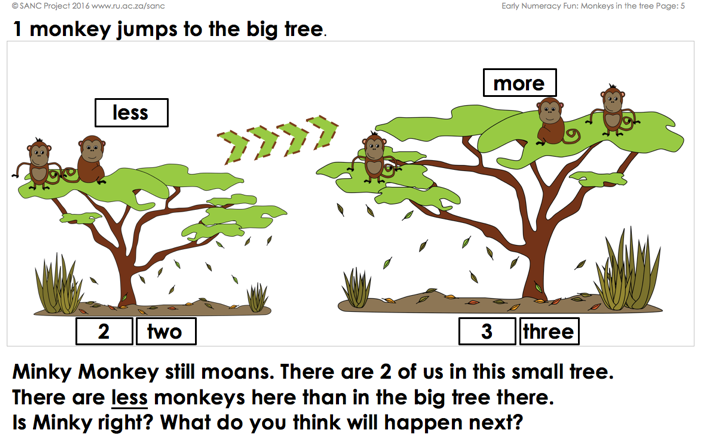 © SANC Project 2016 www.ru.ac.za/sanc Early Numeracy Fun: Monkeys in the tree Page: 5
1 monkey jumps to the big tree.
more
less
2 two 3 three
Minky Monkey still moans. There are 2 of us in this small tree.
There are less monkeys here than in the big tree there.
Is Minky right? What do you think will happen next?